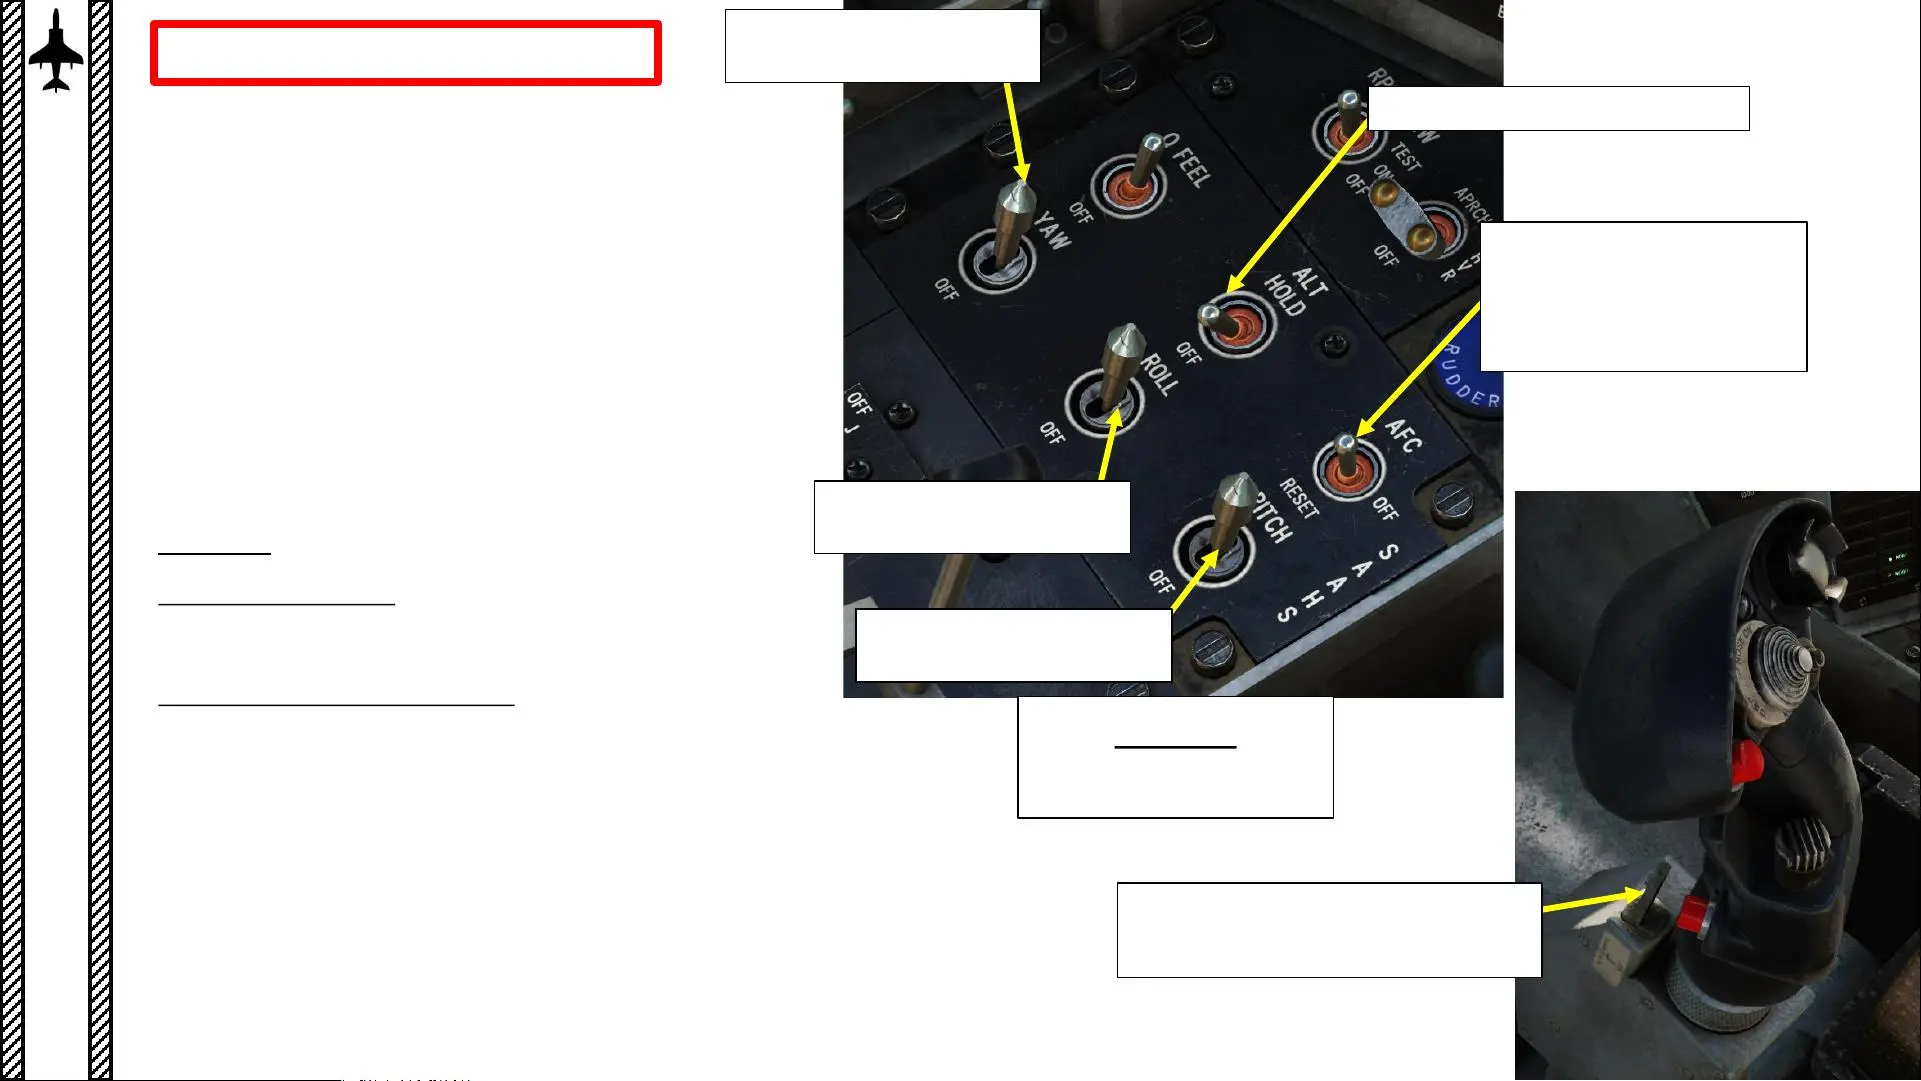 Q FEEL
OFF
YAW
OFF
TEST
ON
OFF
OFF
R
ALT
HOLD
OFF
ROLL
OFF
OFF
J
RUDDER
AFC
RESET
OFF
PITCH
OFF
SAAHS